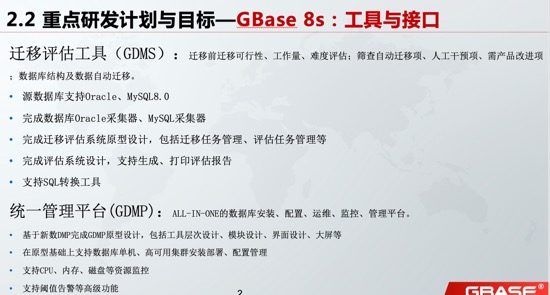 2.2 重点研发计划与目标—GBase 8s：工具与接口
迁移评估工具（GDMS）：迁移前迁移可行性、工作量、难度评估；筛查自动迁移项、人工干预项、需产品改进项
；数据库结构及数据自动迁移。
• 源数据库支持Oracle、MySQL8.0
• 完成数据库Oracle采集器、MySQL采集器
• 完成迁移评估系统原型设计，包括迁移任务管理、评估任务管理等
• 完成评估系统设计，支持生成、打印评估报告
• 支持SQL转换工具
统一管理平台(GDMP)：ALL-IN-ONE的数据库安装、配置、运维、监控、管理平台。
• 基于新数DMP完成GDMP原型设计，包括工具层次设计、模块设计、界面设计、大屏等
• 在原型基础上支持数据库单机、高可用集群安装部署、配置管理
• 支持CPU、内存、磁盘等资源监控
• 支持阈值告警等高级功能
2
GBASE®